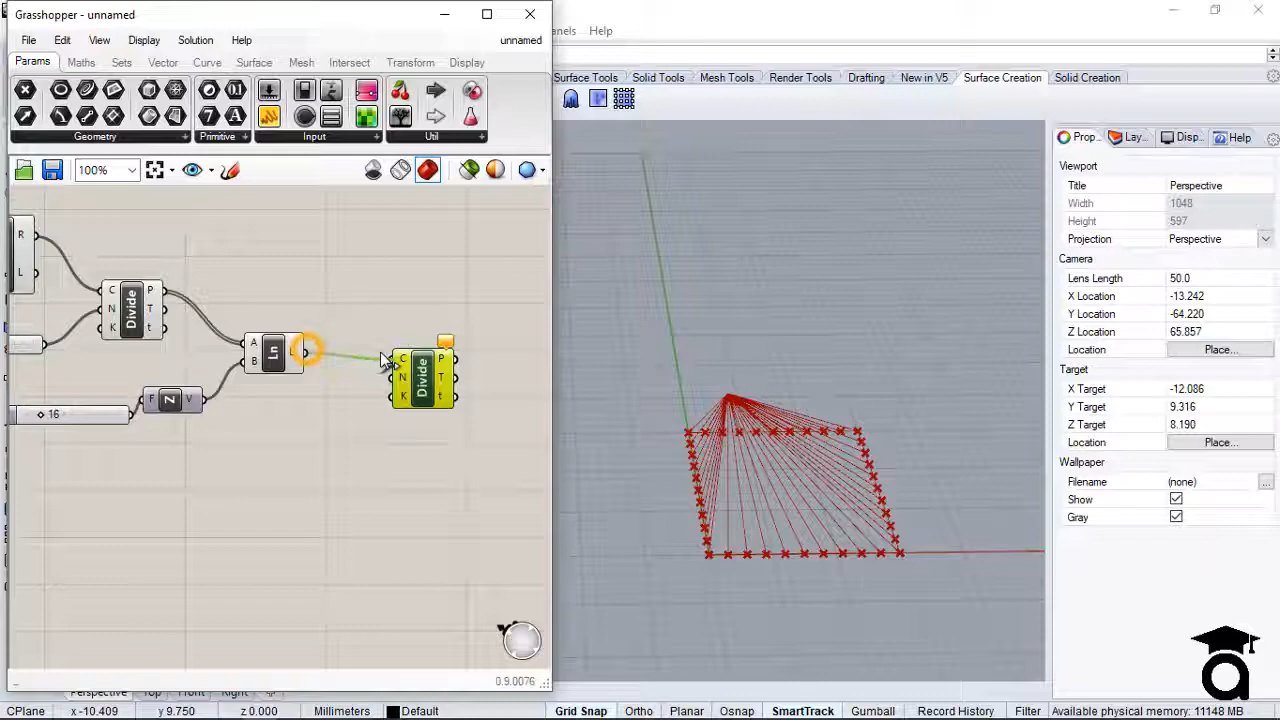 Grasshopper - unnamed
File Edit View Display Solution Help unnamed
Params Maths Sets Vector Curve Surface Mesh Intersect Transform Display
Geometry Primitive Input Util
100%
R
L
C P
N Divide T
K t
A
Ln
B
F Z V
16
C P
N Divide T
K t
0.9.0076
Help
Surface Tools Solid Tools Mesh Tools Render Tools Drafting New in V5 Surface Creation Solid Creation
Prop... Lay... Disp... Help
Viewport
Title Perspective
Width 1048
Height 597
Projection Perspective
Camera
Lens Length 50.0
X Location -13.242
Y Location -64.220
Z Location 65.857
Location Place...
Target
X Target -12.086
Y Target 9.316
Z Target 8.190
Location Place...
Wallpaper
Filename (none) ...
Show
Gray
Perspective Top Front Right
CPlane x -10.409 y 9.750 z 0.000 Millimeters Default Grid Snap Ortho Planar Osnap SmartTrack Gumball Record History Filter Available physical memory: 11148 MB